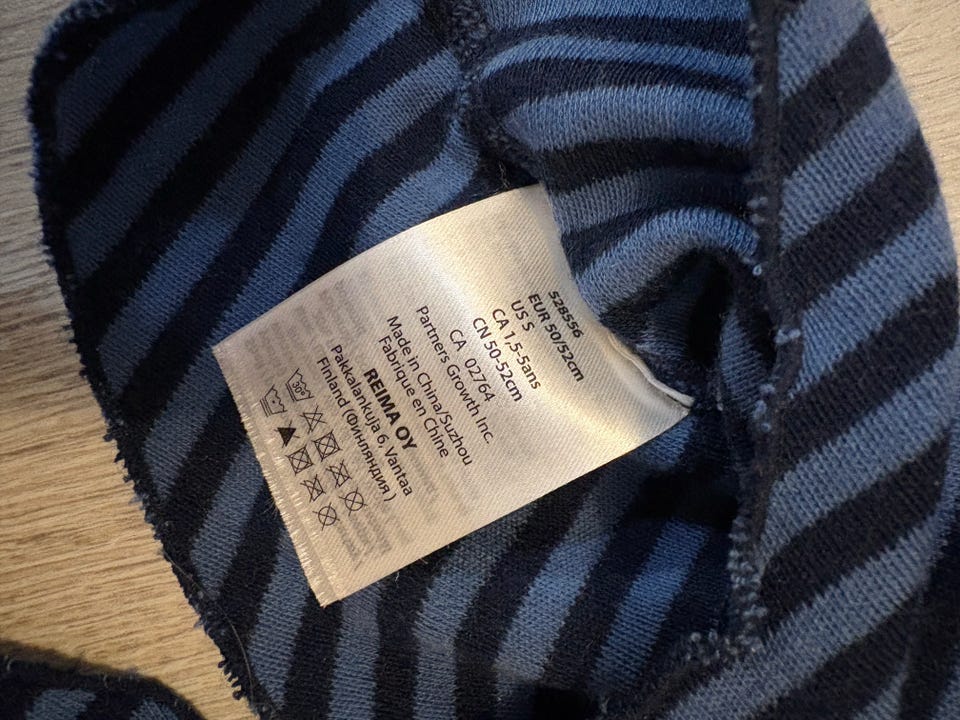 528556
EUR 50/52cm
US S
CA 1,5-5ans
CN 50-52cm
CA 02764
Partners Growth Inc.
Made in China/Suzhou
Fabrique en Chine
REIMA OY
Pakkalankuja 6, Vantaa
Finland (Финляндия)
30°